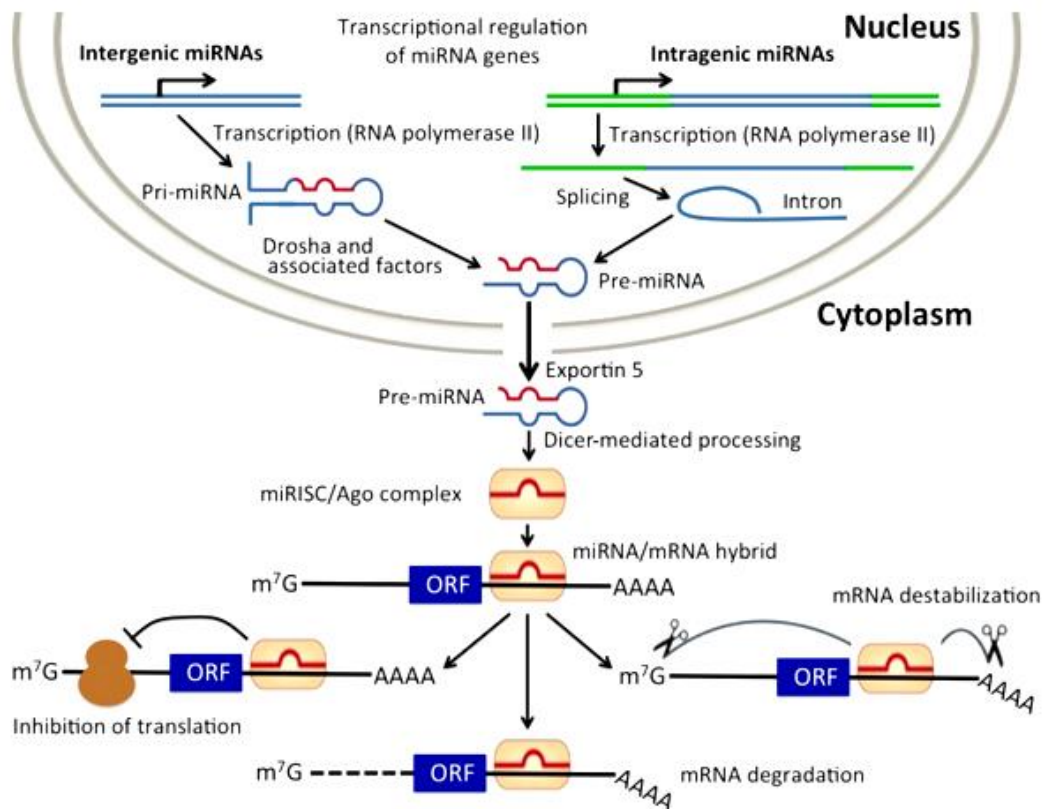 Nucleus
Transcriptional regulation
of miRNA genes
Intergenic miRNAs
Intragenic miRNAs
Transcription (RNA polymerase II)
Transcription (RNA polymerase II)
Pri-miRNA
Splicing
Intron
Drosha and
associated factors
Pre-miRNA
Cytoplasm
Exportin 5
Pre-miRNA
Dicer-mediated processing
miRISC/Ago complex
miRNA/mRNA hybrid
m⁷G ORF AAAA
mRNA destabilization
m⁷G ORF AAAA
m⁷G ORF AAAA
Inhibition of translation
m⁷G ORF AAAA
mRNA degradation